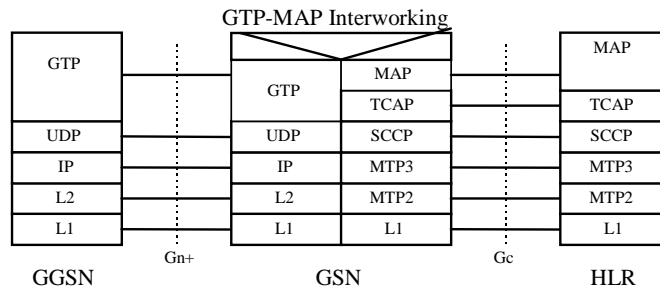 GTP-MAP Interworking
GTP
GTP
MAP
MAP
TCAP
TCAP
UDP
UDP
SCCP
SCCP
IP
IP
MTP3
MTP3
L2
L2
MTP2
MTP2
L1
L1
L1
L1
Gn+
Gc
GGSN
GSN
HLR